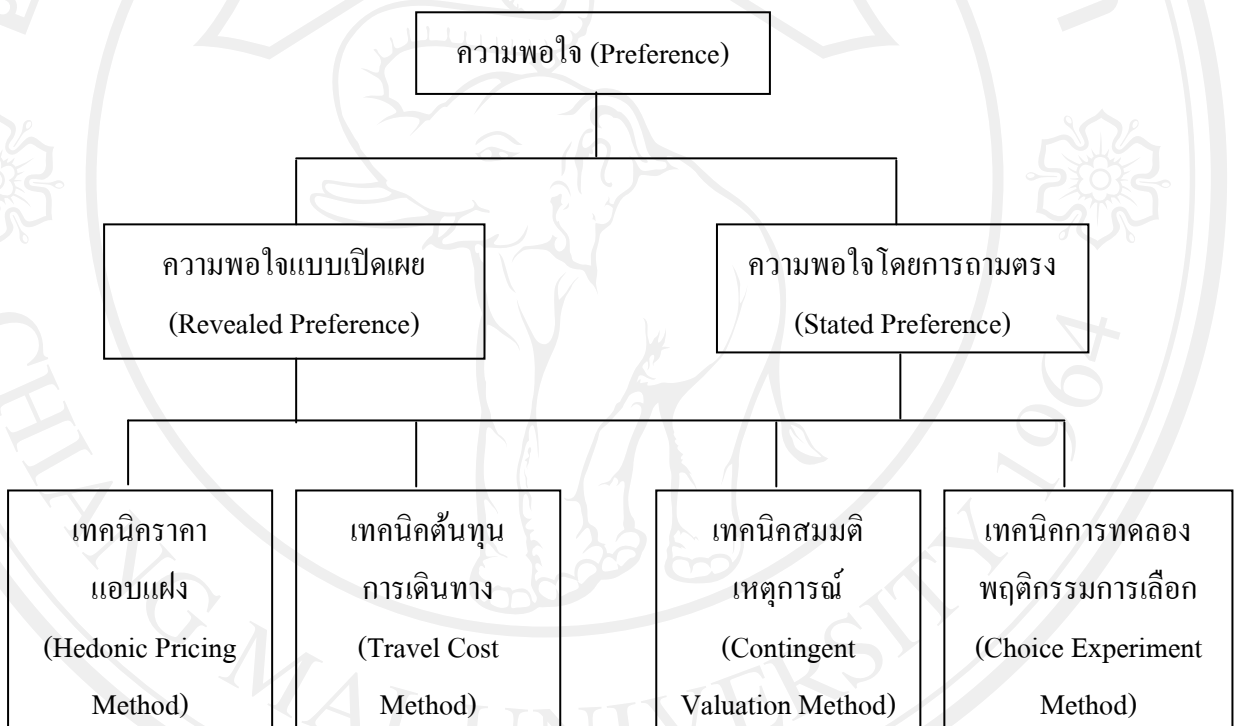 ความพอใจ (Preference)
ความพอใจแบบเปิดเผย
(Revealed Preference)
ความพอใจโดยการถามตรง
(Stated Preference)
เทคนิคราคา
แอบแฝง
(Hedonic Pricing
Method)
เทคนิคต้นทุน
การเดินทาง
(Travel Cost
Method)
เทคนิคสมมติ
เหตุการณ์
(Contingent
Valuation Method)
เทคนิคการทดลอง
พฤติกรรมการเลือก
(Choice Experiment
Method)
CHIANG MAI UNIVERSITY 1964